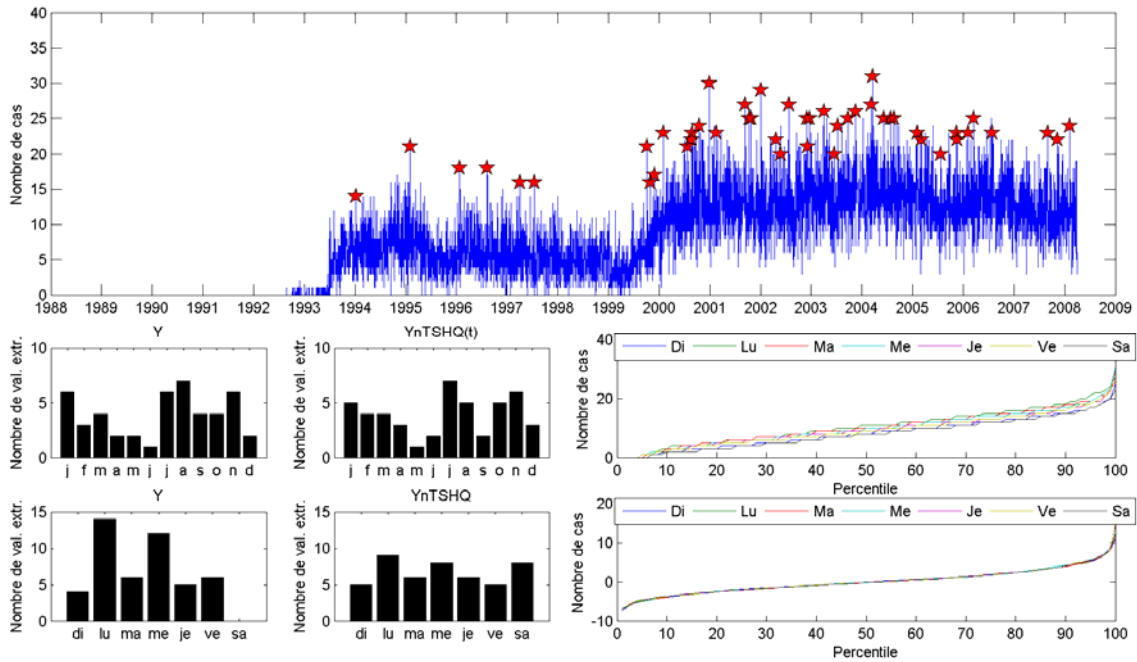 40
35
30
25
20
15
10
5
0
Nombre de cas
1988 1989 1990 1991 1992 1993 1994 1995 1996 1997 1998 1999 2000 2001 2002 2003 2004 2005 2006 2007 2008 2009
Y
10
5
0
Nombre de val. extr.
j f m a m j j a s o n d
YnTSHQ(t)
10
5
0
Nombre de val. extr.
j f m a m j j a s o n d
40
20
0
Nombre de cas
Di Lu Ma Me Je Ve Sa
0 10 20 30 40 50 60 70 80 90 100
Percentile
Y
15
10
5
0
Nombre de val. extr.
di lu ma me je ve sa
YnTSHQ
15
10
5
0
Nombre de val. extr.
di lu ma me je ve sa
20
10
0
-10
Nombre de cas
Di Lu Ma Me Je Ve Sa
0 10 20 30 40 50 60 70 80 90 100
Percentile